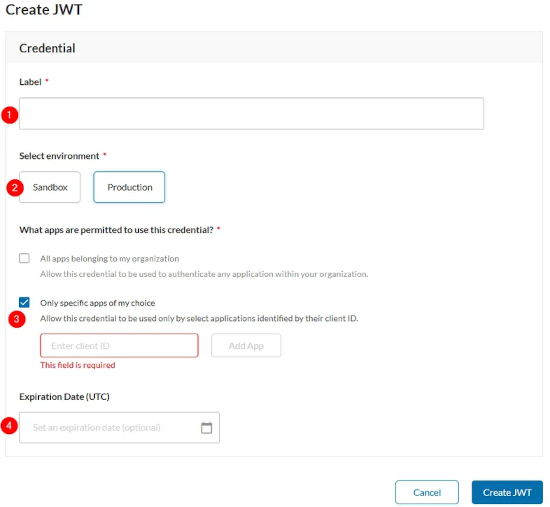 Create JWT
Credential
Label *
1
Select environment *
2
Sandbox
Production
What apps are permitted to use this credential? *
All apps belonging to my organization
Allow this credential to be used to authenticate any application within your organization.
Only specific apps of my choice
3
Allow this credential to be used only by select applications identified by their client ID.
Enter client ID
Add App
This field is required
Expiration Date (UTC)
4
Set an expiration date (optional)
Cancel
Create JWT